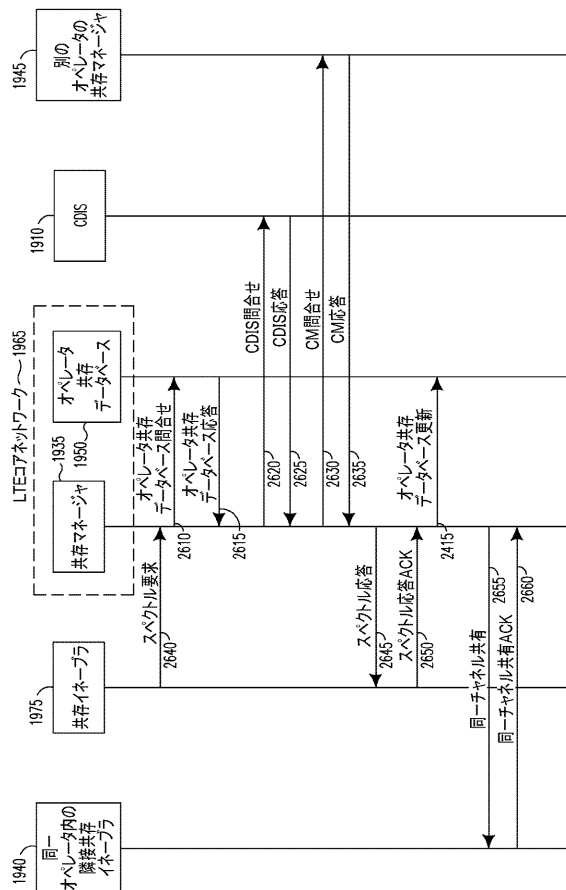 1940
同一
オペレータ内の
隣接共存
イネーブラ
1975
共存イネーブラ
LTEコアネットワーク
1965
1935
共存マネージャ
1950
オペレータ
共存
データベース
1910
CDIS
1945
別の
オペレータの
共存マネージャ
スペクトル要求
2640
オペレータ共存
データベース問合せ
2610
オペレータ共存
データベース応答
2615
CDIS問合せ
2620
CDIS応答
2625
CM問合せ
2630
CM応答
2635
スペクトル応答
2645
スペクトル応答ACK
2650
オペレータ共存
データベース更新
2415
同一チャネル共有
2655
同一チャネル共有ACK
2660